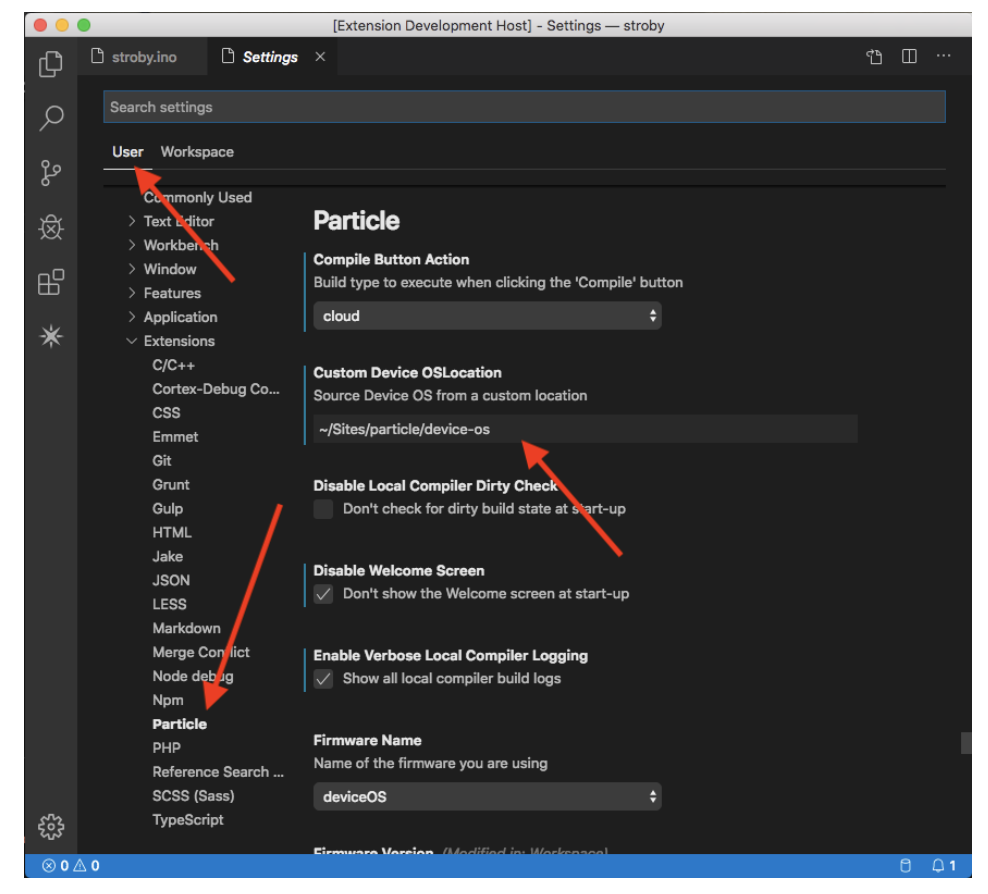 [Extension Development Host] - Settings — stroby
stroby.ino
Settings
Search settings
User Workspace
Commonly Used
Text Editor
Workbench
Window
Features
Application
Extensions
C/C++
Cortex-Debug Co...
CSS
Emmet
Git
Grunt
Gulp
HTML
Jake
JSON
LESS
Markdown
Merge Conflict
Node debug
Npm
Particle
PHP
Reference Search ...
SCSS (Sass)
TypeScript
Particle
Compile Button Action
Build type to execute when clicking the 'Compile' button
cloud
Custom Device OSLocation
Source Device OS from a custom location
~/Sites/particle/device-os
Disable Local Compiler Dirty Check
Don't check for dirty build state at start-up
Disable Welcome Screen
Don't show the Welcome screen at start-up
Enable Verbose Local Compiler Logging
Show all local compiler build logs
Firmware Name
Name of the firmware you are using
deviceOS
Firmware Version (Modified in: Workspace)
0 0
1